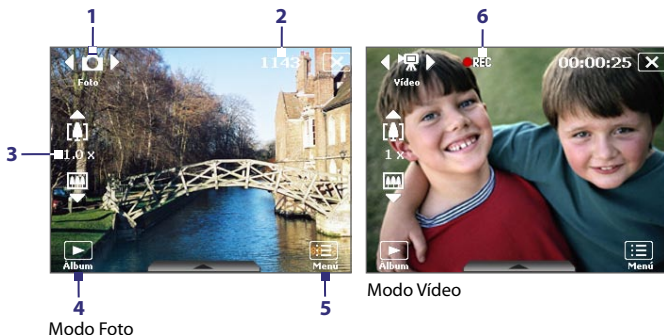 1 2 6
1143
REC 00:00:25
Foto Vídeo
3 1.0 x 1 x
Álbum Menú Álbum Menú
4 5
Modo Vídeo
Modo Foto